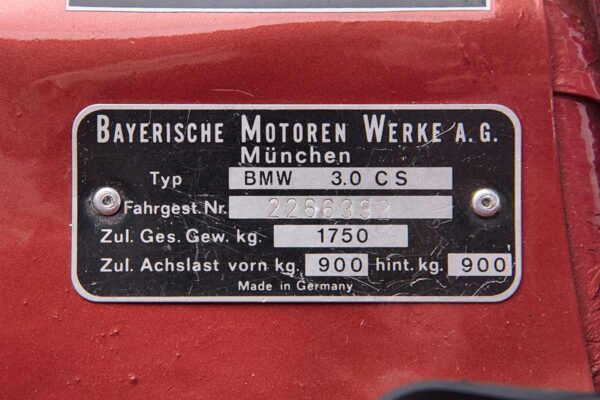 BAYERISCHE MOTOREN WERKE A.G.
München
Typ BMW 3.0 CS
Fahrgest. Nr. 2266392
Zul. Ges. Gew. kg. 1750
Zul. Achslast vorn kg. 900 hint. kg. 900
Made in Germany